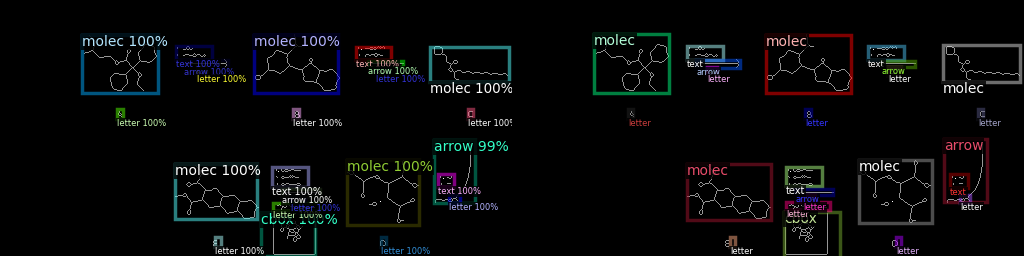 molec 100% molec 100% molec molec
text 100% text 100% text text
arrow 100% arrow 100% arrow arrow
letter 100% letter 100% molec 100% letter letter molec
letter 100% letter 100% letter 100% letter letter letter
arrow 99% arrow
molec 100% molec 100% molec molec
text 100% text 100% text text
arrow 100% arrow
letter 100% letter 100% letter letter
letter 100% letter
cbox 100% cbox
letter 100% letter 100% letter letter